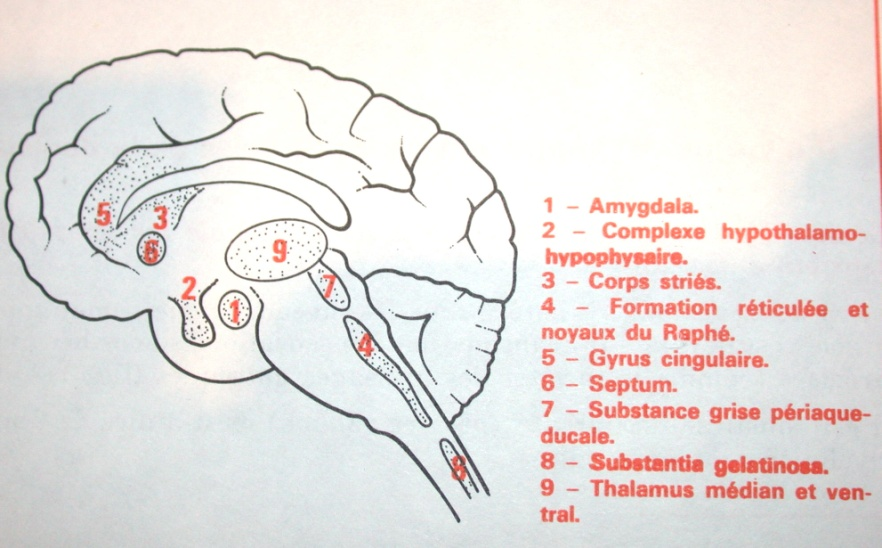 5
3
6
9
2
1
7
4
8
1 – Amygdala.
2 – Complexe hypothalamo-
hypophysaire.
3 – Corps striés.
4 – Formation réticulée et
noyaux du Raphé.
5 – Gyrus cingulaire.
6 – Septum.
7 – Substance grise périaque-
ducale.
8 – Substantia gelatinosa.
9 – Thalamus médian et ven-
tral.